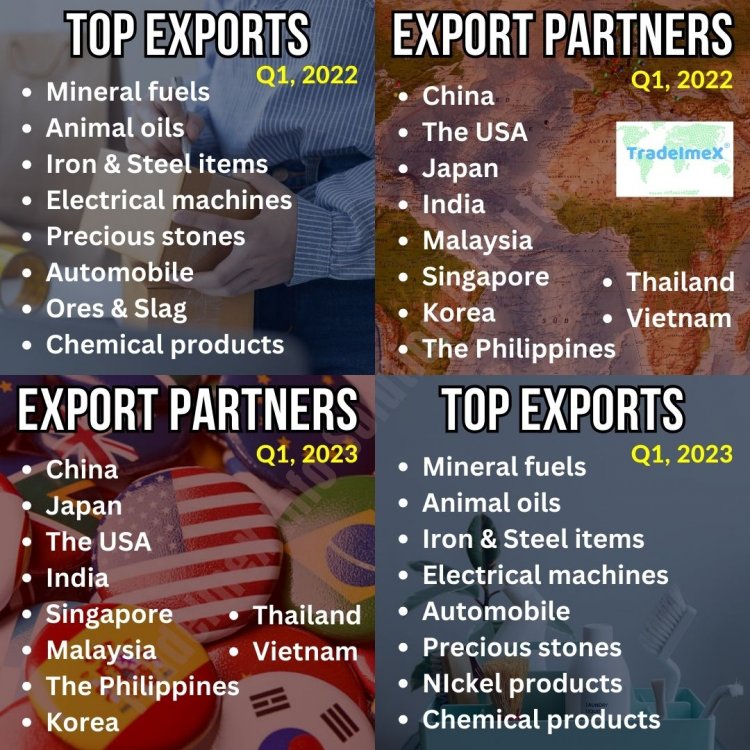 TOP EXPORTS
Q1, 2022
• Mineral fuels
• Animal oils
• Iron & Steel items
• Electrical machines
• Precious stones
• Automobile
• Ores & Slag
• Chemical products
EXPORT PARTNERS
Q1, 2022
• China
• The USA
• Japan
• India
• Malaysia
• Singapore
• Korea
• The Philippines
• Thailand
• Vietnam
TradeImeX®
EXPORT PARTNERS
Q1, 2023
• China
• Japan
• The USA
• India
• Singapore
• Malaysia
• The Philippines
• Korea
• Thailand
• Vietnam
TOP EXPORTS
Q1, 2023
• Mineral fuels
• Animal oils
• Iron & Steel items
• Electrical machines
• Automobile
• Precious stones
• NIckel products
• Chemical products